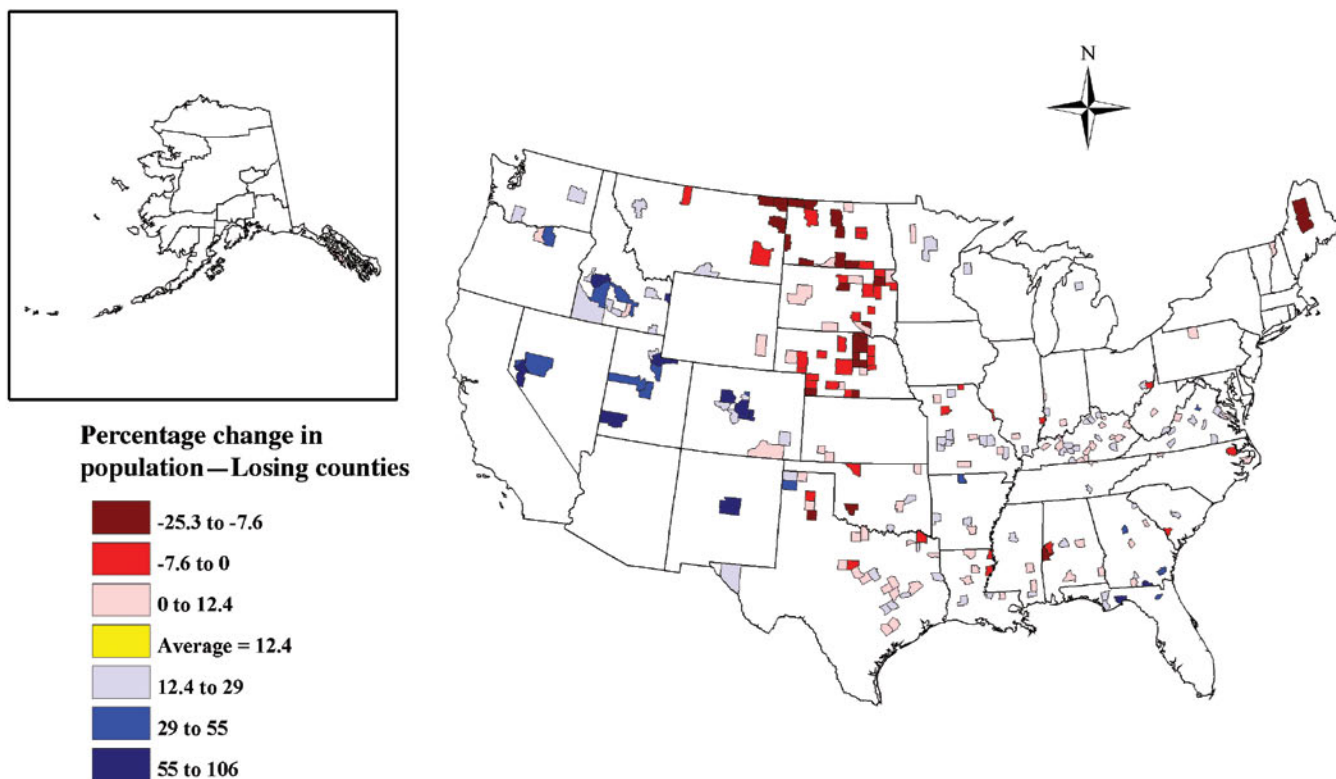 N
Percentage change in
population—Losing counties
-25.3 to -7.6
-7.6 to 0
0 to 12.4
Average = 12.4
12.4 to 29
29 to 55
55 to 106